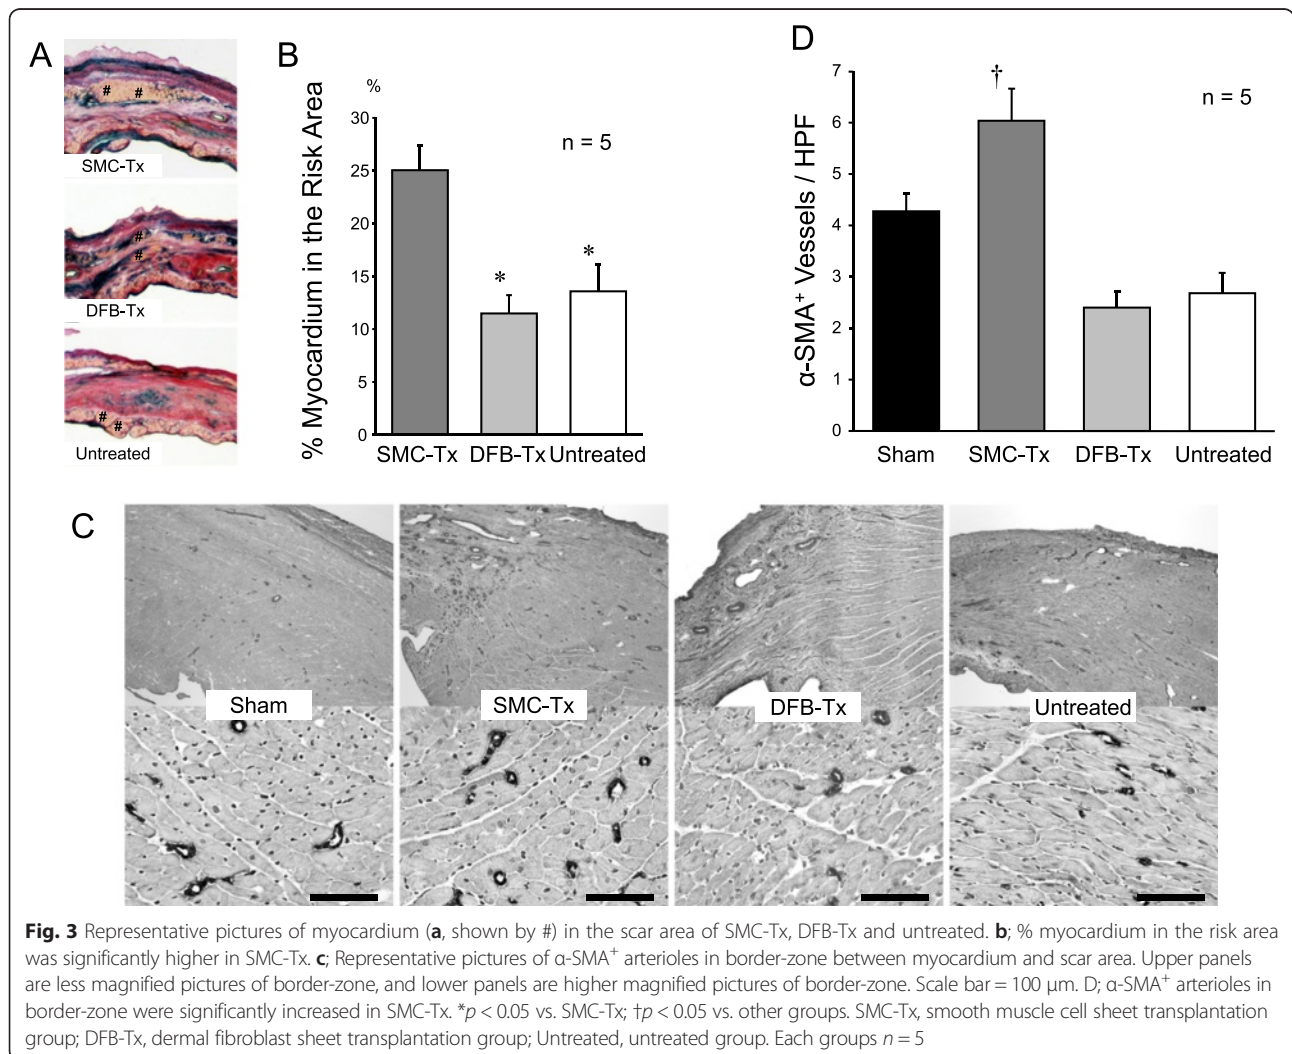 A
# #
SMC-Tx
#
#
DFB-Tx
#
#
Untreated
B
%
% Myocardium in the Risk Area
n = 5
30
25
20
15
10
5
0
*
*
SMC-Tx DFB-Tx Untreated
D
α-SMA⁺ Vessels / HPF
n = 5
7
6
5
4
3
2
1
0
†
Sham SMC-Tx DFB-Tx Untreated
C
Sham SMC-Tx DFB-Tx Untreated
Fig. 3 Representative pictures of myocardium (a, shown by #) in the scar area of SMC-Tx, DFB-Tx and untreated. b; % myocardium in the risk area
was significantly higher in SMC-Tx. c; Representative pictures of α-SMA⁺ arterioles in border-zone between myocardium and scar area. Upper panels
are less magnified pictures of border-zone, and lower panels are higher magnified pictures of border-zone. Scale bar = 100 μm. D; α-SMA⁺ arterioles in
border-zone were significantly increased in SMC-Tx. *p < 0.05 vs. SMC-Tx; †p < 0.05 vs. other groups. SMC-Tx, smooth muscle cell sheet transplantation
group; DFB-Tx, dermal fibroblast sheet transplantation group; Untreated, untreated group. Each groups n = 5